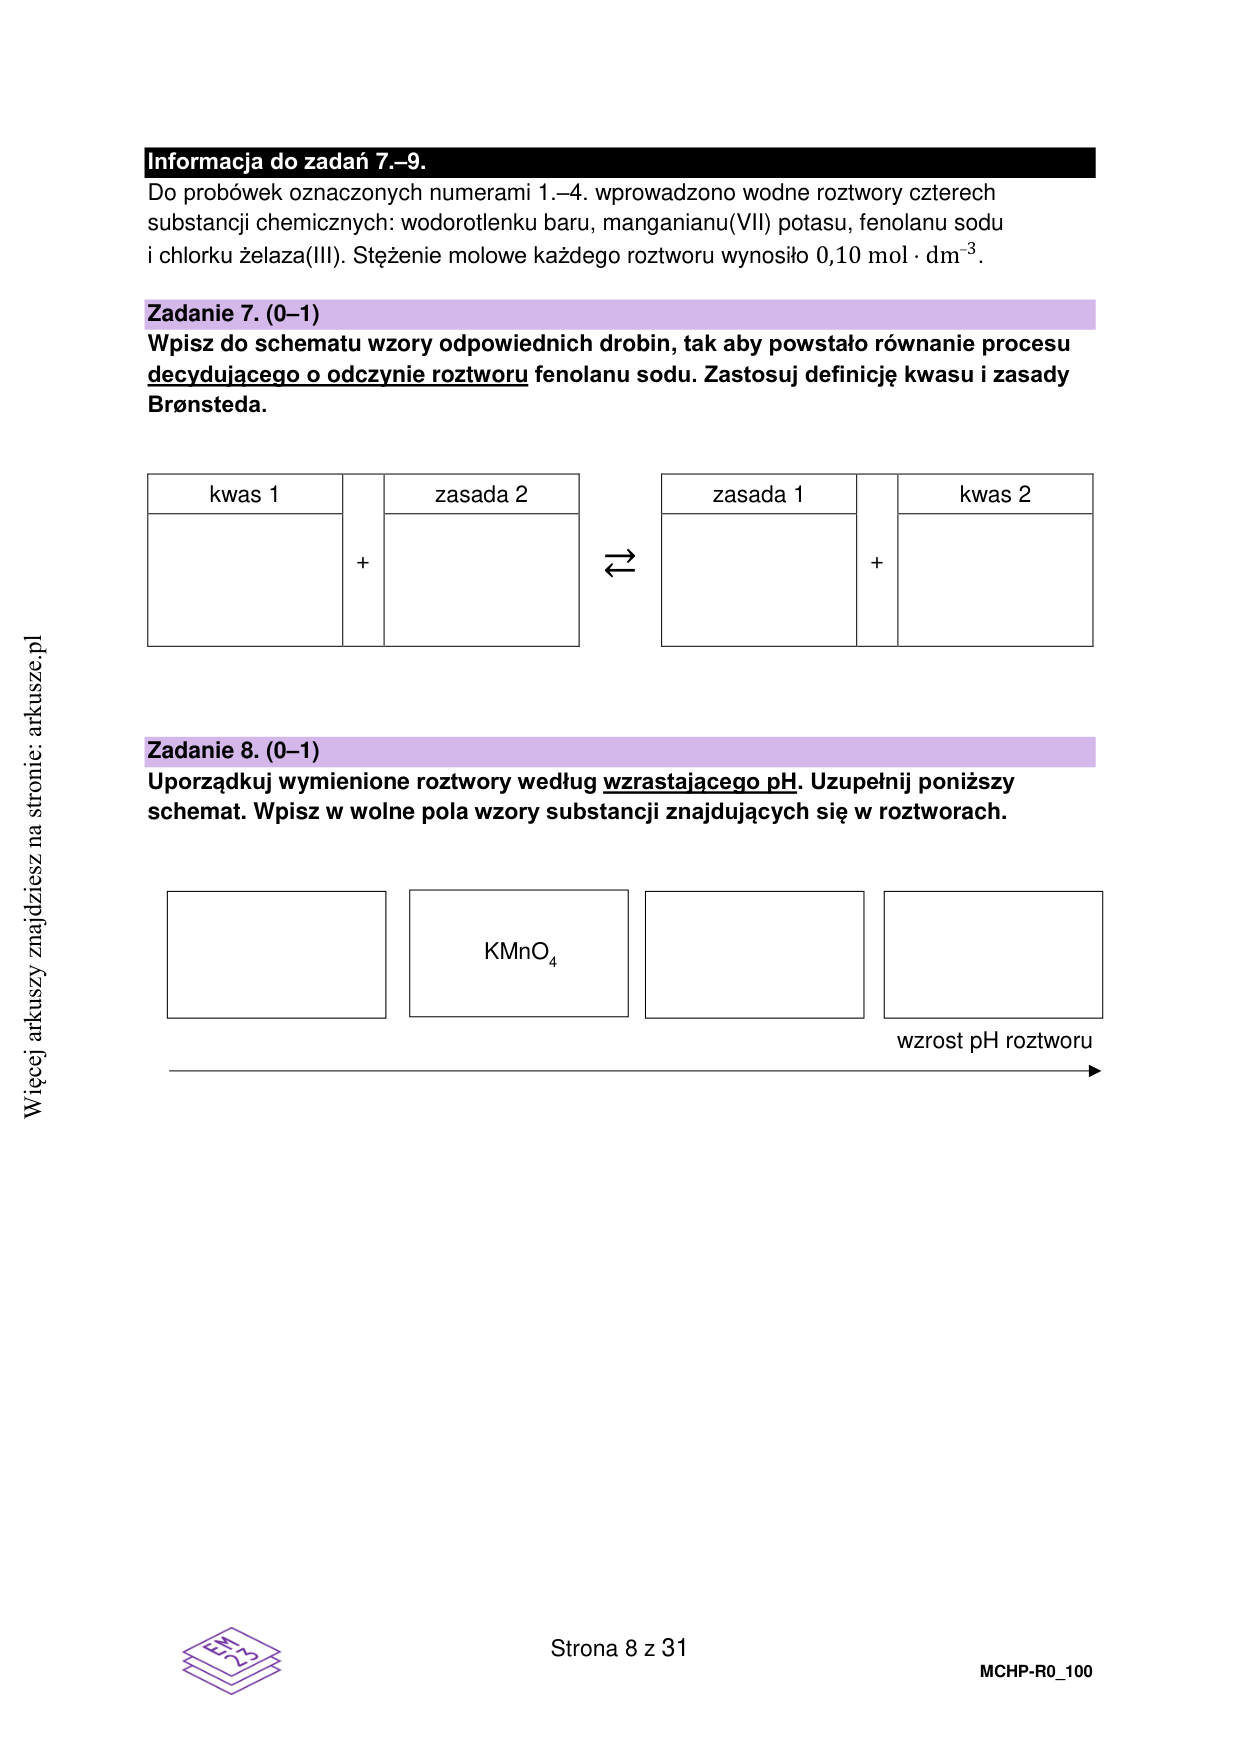 Informacja do zadań 7.–9.
Do probówek oznaczonych numerami 1.–4. wprowadzono wodne roztwory czterech
substancji chemicznych: wodorotlenku baru, manganianu(VII) potasu, fenolanu sodu
i chlorku żelaza(III). Stężenie molowe każdego roztworu wynosiło 0,10 mol · dm⁻³.
Zadanie 7. (0–1)
Wpisz do schematu wzory odpowiednich drobin, tak aby powstało równanie procesu
decydującego o odczynie roztworu fenolanu sodu. Zastosuj definicję kwasu i zasady
Brønsteda.
kwas 1 + zasada 2 ⇄ zasada 1 + kwas 2
Zadanie 8. (0–1)
Uporządkuj wymienione roztwory według wzrastającego pH. Uzupełnij poniższy
schemat. Wpisz w wolne pola wzory substancji znajdujących się w roztworach.
KMnO₄
wzrost pH roztworu
Więcej arkuszy znajdziesz na stronie: arkusze.pl
EM
23
Strona 8 z 31
MCHP-R0_100